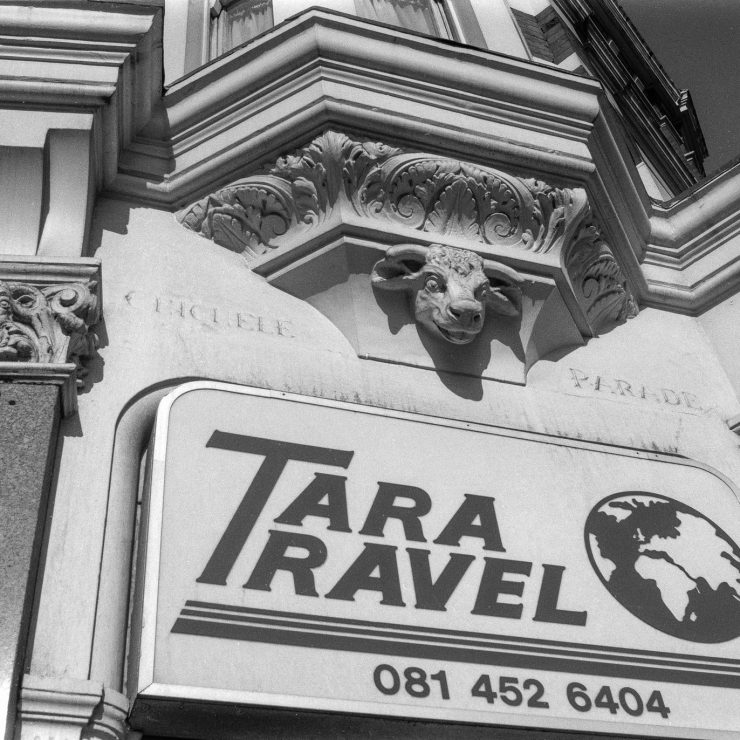 CHICHELE PARADE
TARA
TRAVEL
081 452 6404